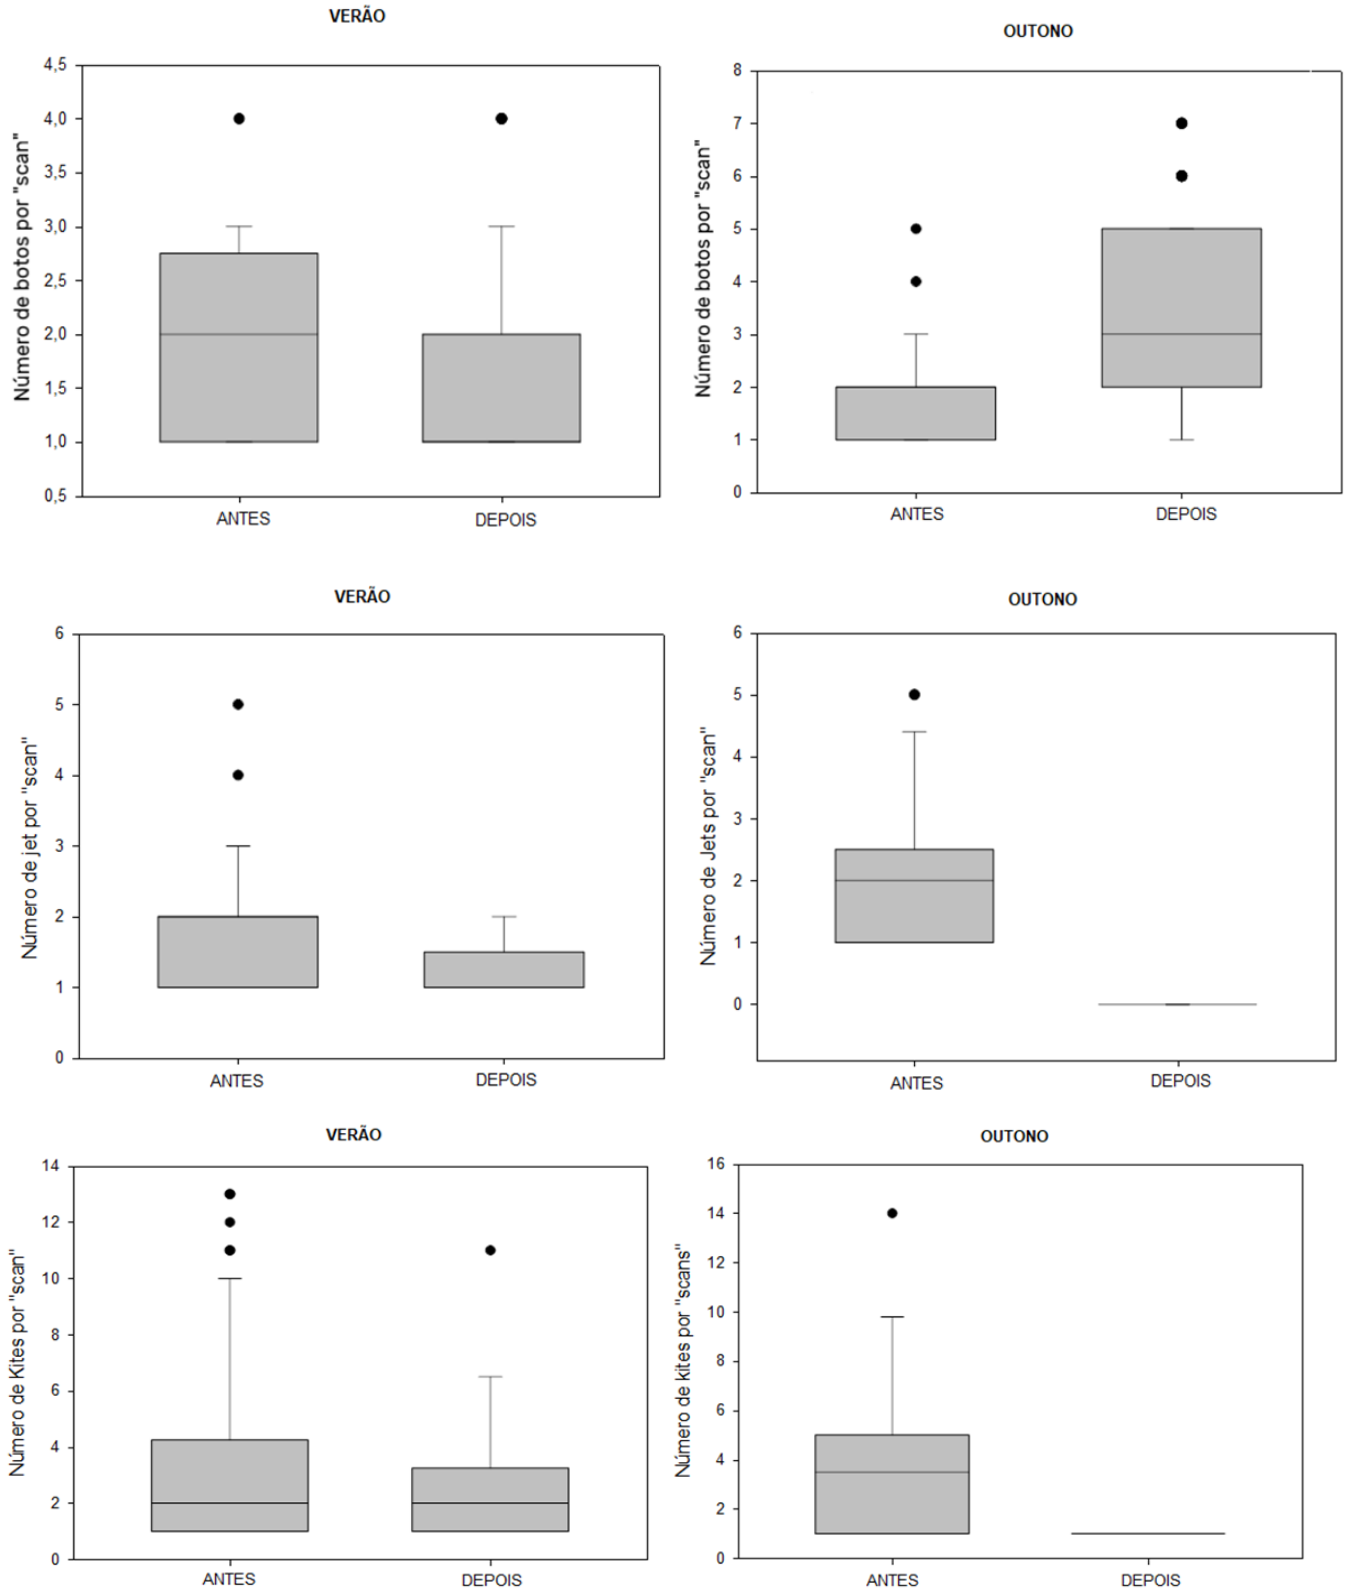 VERÃO
Número de botos por "scan"
4,5
4,0
3,5
3,0
2,5
2,0
1,5
1,0
0,5
ANTES DEPOIS
OUTONO
Número de botos por "scan"
8
7
6
5
4
3
2
1
0
ANTES DEPOIS
VERÃO
Número de jet por "scan"
6
5
4
3
2
1
0
ANTES DEPOIS
OUTONO
Número de Jets por "scan"
6
5
4
3
2
1
0
ANTES DEPOIS
VERÃO
Número de Kites por "scan"
14
12
10
8
6
4
2
0
ANTES DEPOIS
OUTONO
Número de kites por "scans"
16
14
12
10
8
6
4
2
0
ANTES DEPOIS